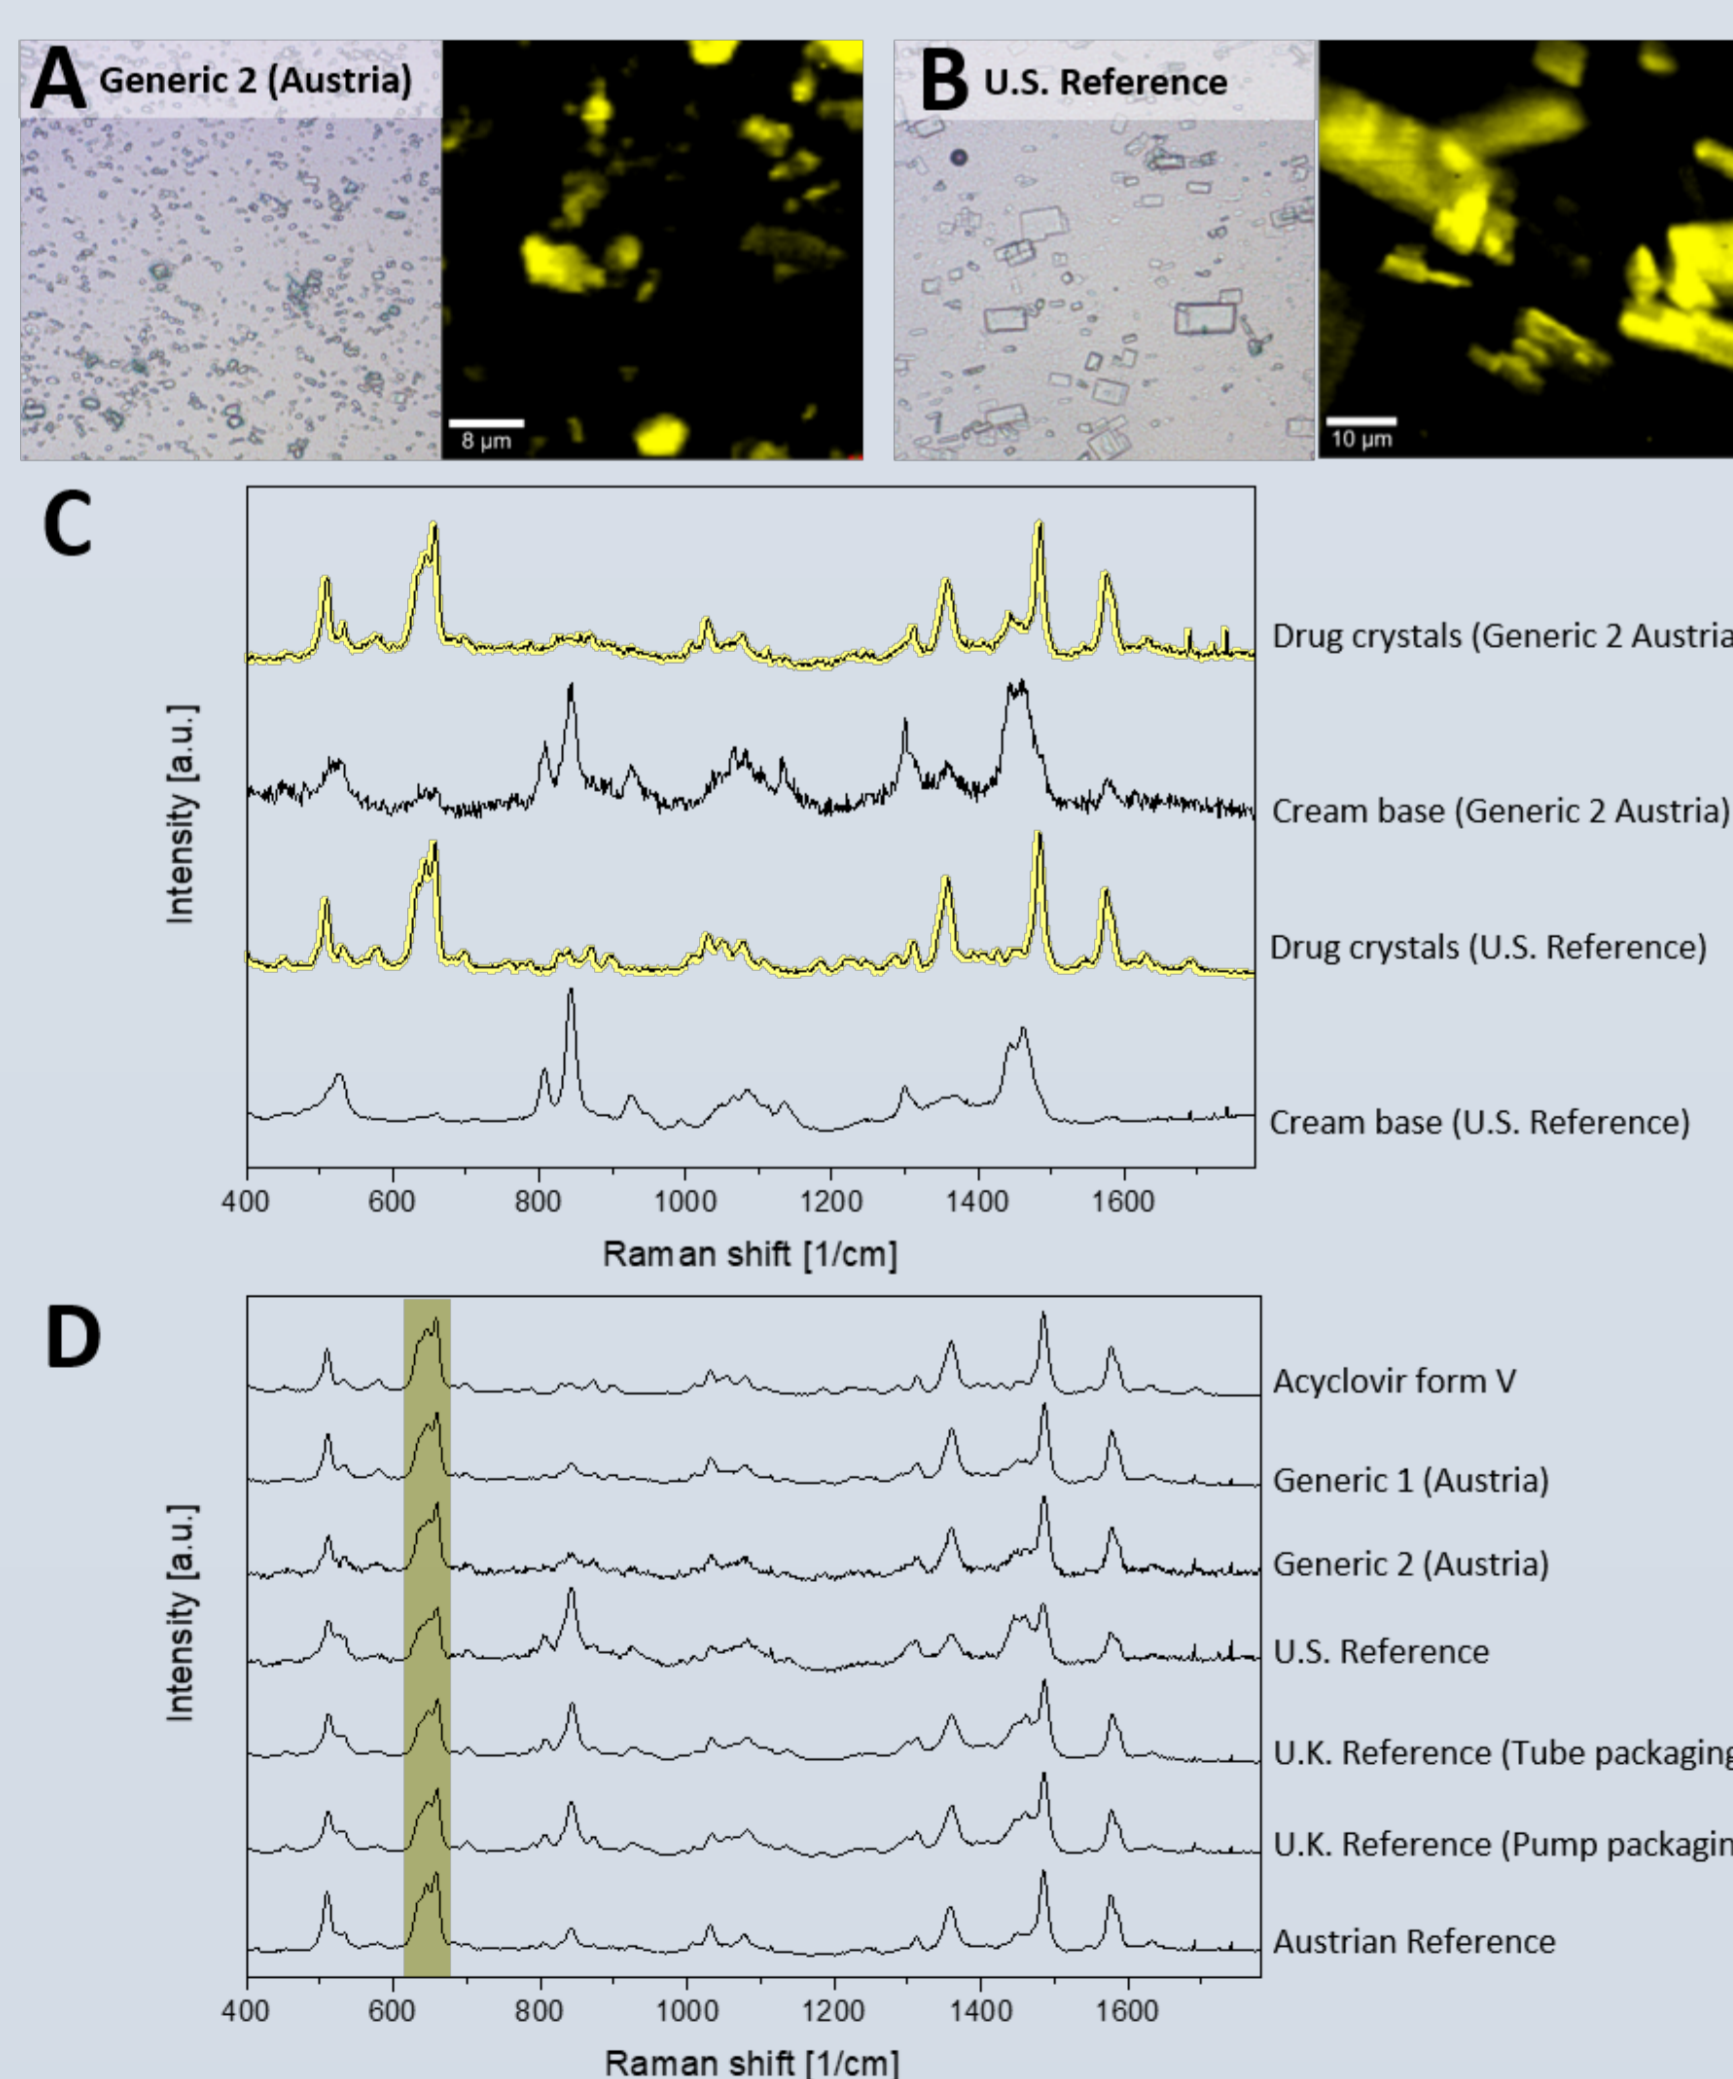 A Generic 2 (Austria)
8 µm
B U.S. Reference
10 µm
C
Intensity [a.u.]
Drug crystals (Generic 2 Austria
Cream base (Generic 2 Austria)
Drug crystals (U.S. Reference)
Cream base (U.S. Reference)
400 600 800 1000 1200 1400 1600
Raman shift [1/cm]
D
Intensity [a.u.]
Acyclovir form V
Generic 1 (Austria)
Generic 2 (Austria)
U.S. Reference
U.K. Reference (Tube packaging
U.K. Reference (Pump packagin
Austrian Reference
400 600 800 1000 1200 1400 1600
Raman shift [1/cm]